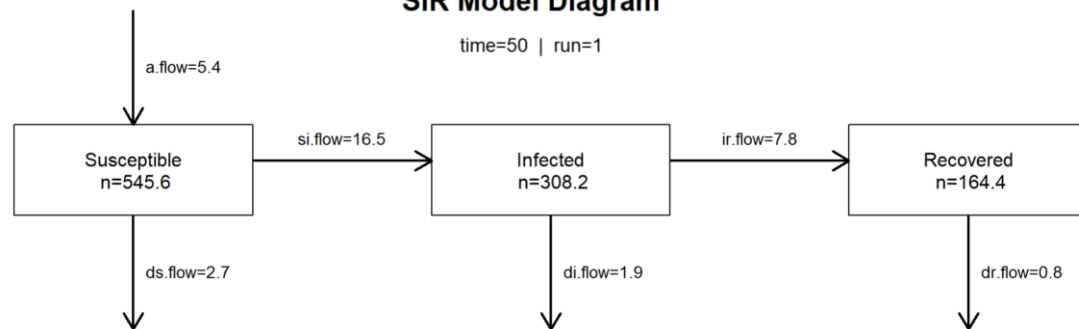 SIR Model Diagram
time=50 | run=1
a.flow=5.4
Susceptible
n=545.6
si.flow=16.5
Infected
n=308.2
ir.flow=7.8
Recovered
n=164.4
ds.flow=2.7
di.flow=1.9
dr.flow=0.8